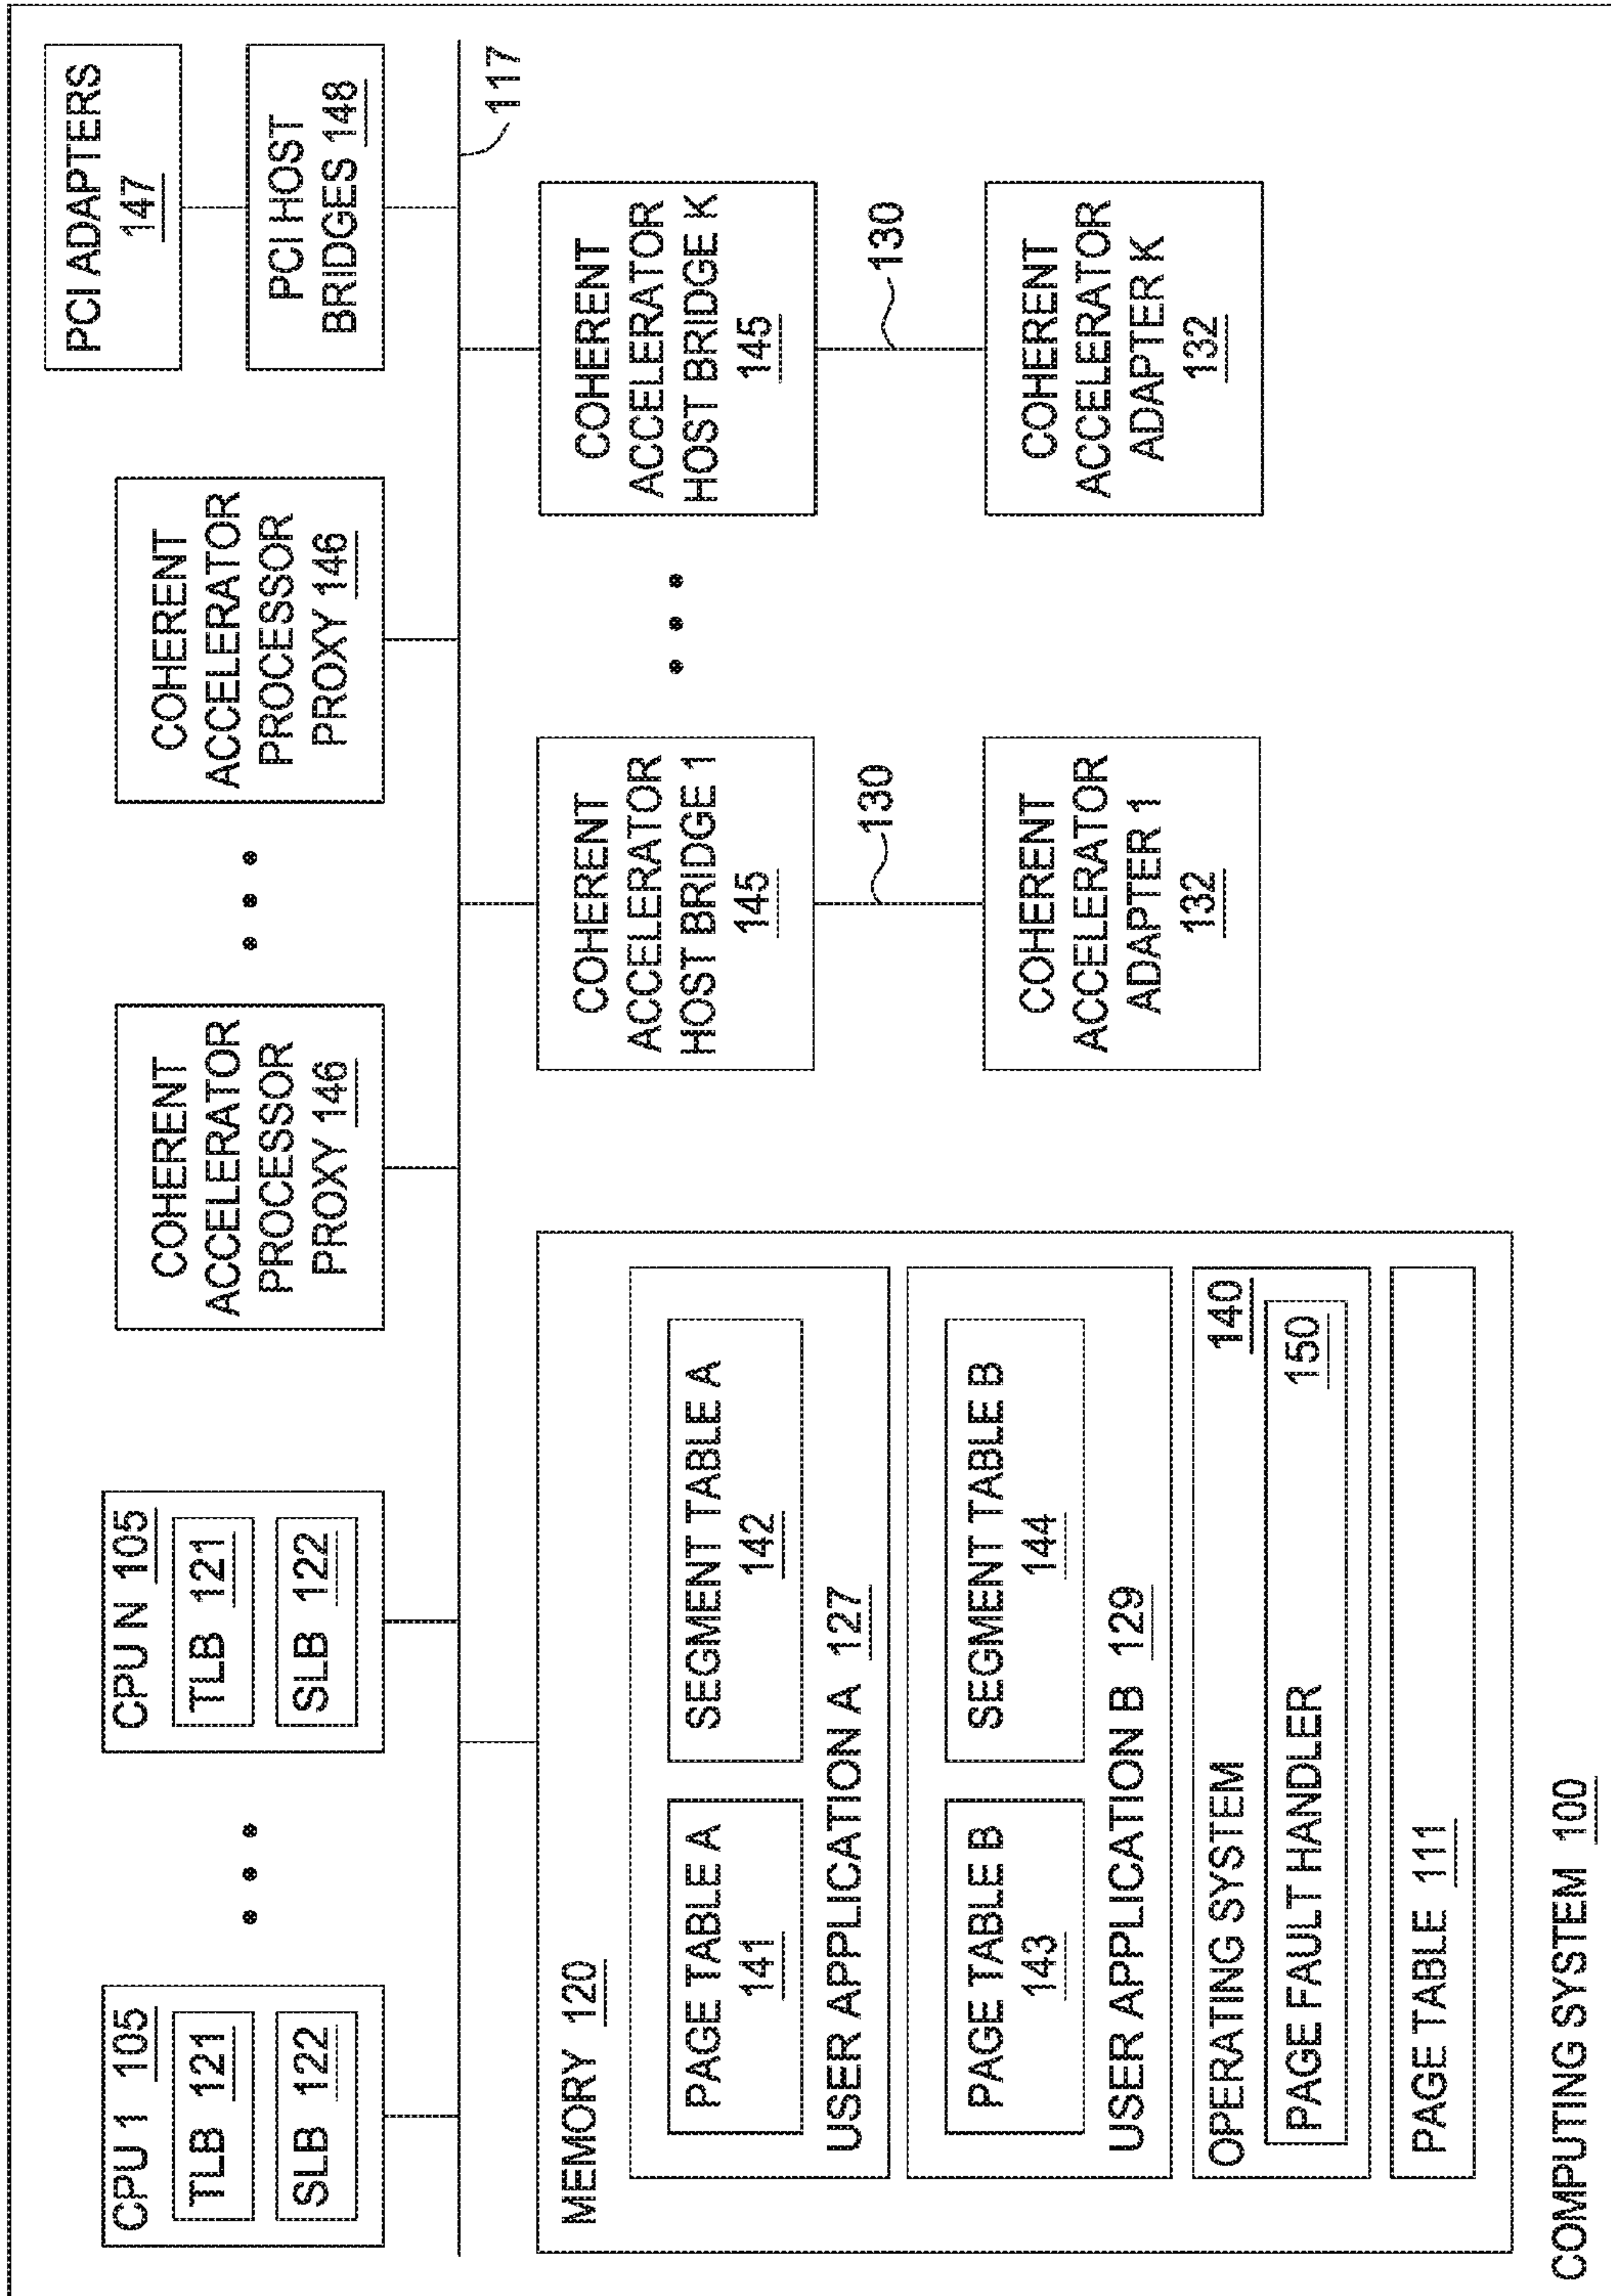 CPU 1 105
TLB 121
SLB 122
CPU N 105
TLB 121
SLB 122
COHERENT
ACCELERATOR
PROCESSOR
PROXY 146
COHERENT
ACCELERATOR
PROCESSOR
PROXY 146
PCI ADAPTERS
147
PCI HOST
BRIDGES 148
117
MEMORY 120
PAGE TABLE A
141
SEGMENT TABLE A
142
USER APPLICATION A 127
PAGE TABLE B
143
SEGMENT TABLE B
144
USER APPLICATION B 129
OPERATING SYSTEM
140
PAGE FAULT HANDLER
150
PAGE TABLE 111
COHERENT
ACCELERATOR
HOST BRIDGE 1
145
130
COHERENT
ACCELERATOR
ADAPTER 1
132
COHERENT
ACCELERATOR
HOST BRIDGE K
145
130
COHERENT
ACCELERATOR
ADAPTER K
132
COMPUTING SYSTEM 100